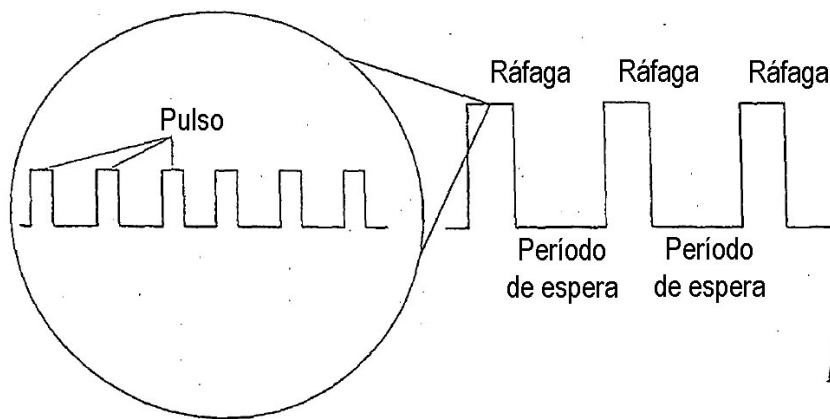 Ráfaga Ráfaga Ráfaga
Pulso
Período Período
de espera de espera